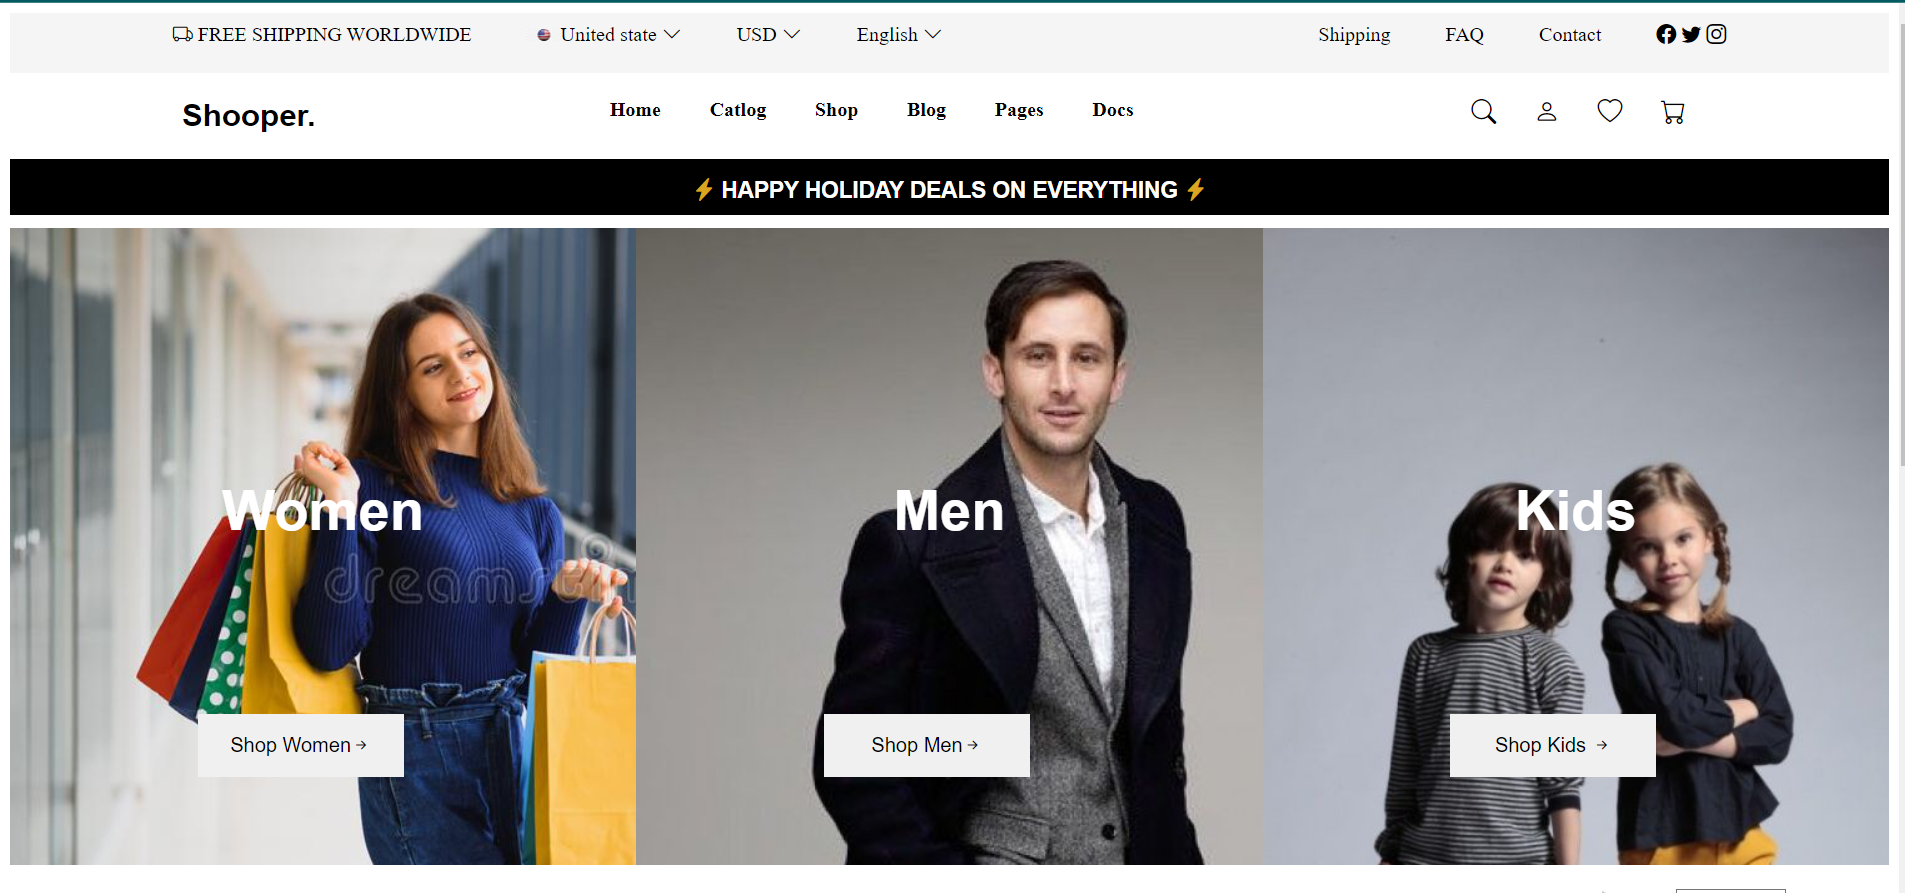 FREE SHIPPING WORLDWIDE United state USD English Shipping FAQ Contact
Shooper. Home Catlog Shop Blog Pages Docs
HAPPY HOLIDAY DEALS ON EVERYTHING
Women Men Kids
dreamst
Shop Women Shop Men Shop Kids